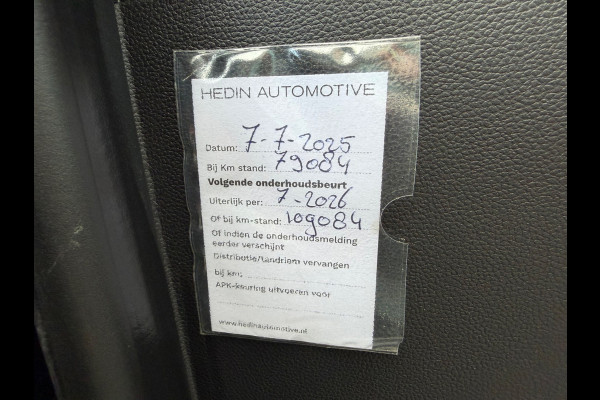 HEDIN AUTOMOTIVE
Datum: 7-7-2025
Bij Km stand: 79084
Volgende onderhoudsbeurt
Uiterlijk per: 7-2026
Of bij km-stand: 109084
Of indien de onderhoudsmelding
eerder verschijnt
Distributie/tandriem vervangen
bij km:
APK-keuring uitvoeren voor
www.hedinautomotive.nl